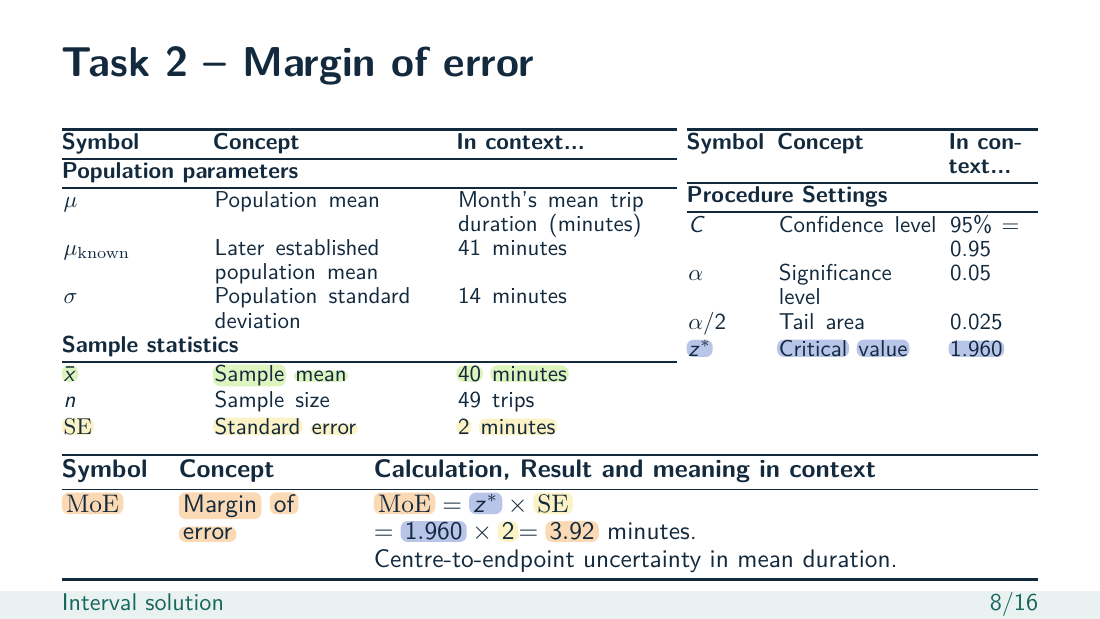 Task 2 – Margin of error
Symbol Concept In context...
Population parameters
μ Population mean Month's mean trip
duration (minutes)
μknown Later established 41 minutes
population mean
σ Population standard 14 minutes
deviation
Sample statistics
x̄ Sample mean 40 minutes
n Sample size 49 trips
SE Standard error 2 minutes
Symbol Concept In con-
text...
Procedure Settings
C Confidence level 95% =
0.95
α Significance 0.05
level
α/2 Tail area 0.025
z* Critical value 1.960
Symbol Concept Calculation, Result and meaning in context
MoE Margin of MoE = z* × SE
error = 1.960 × 2 = 3.92 minutes.
Centre-to-endpoint uncertainty in mean duration.
Interval solution 8/16